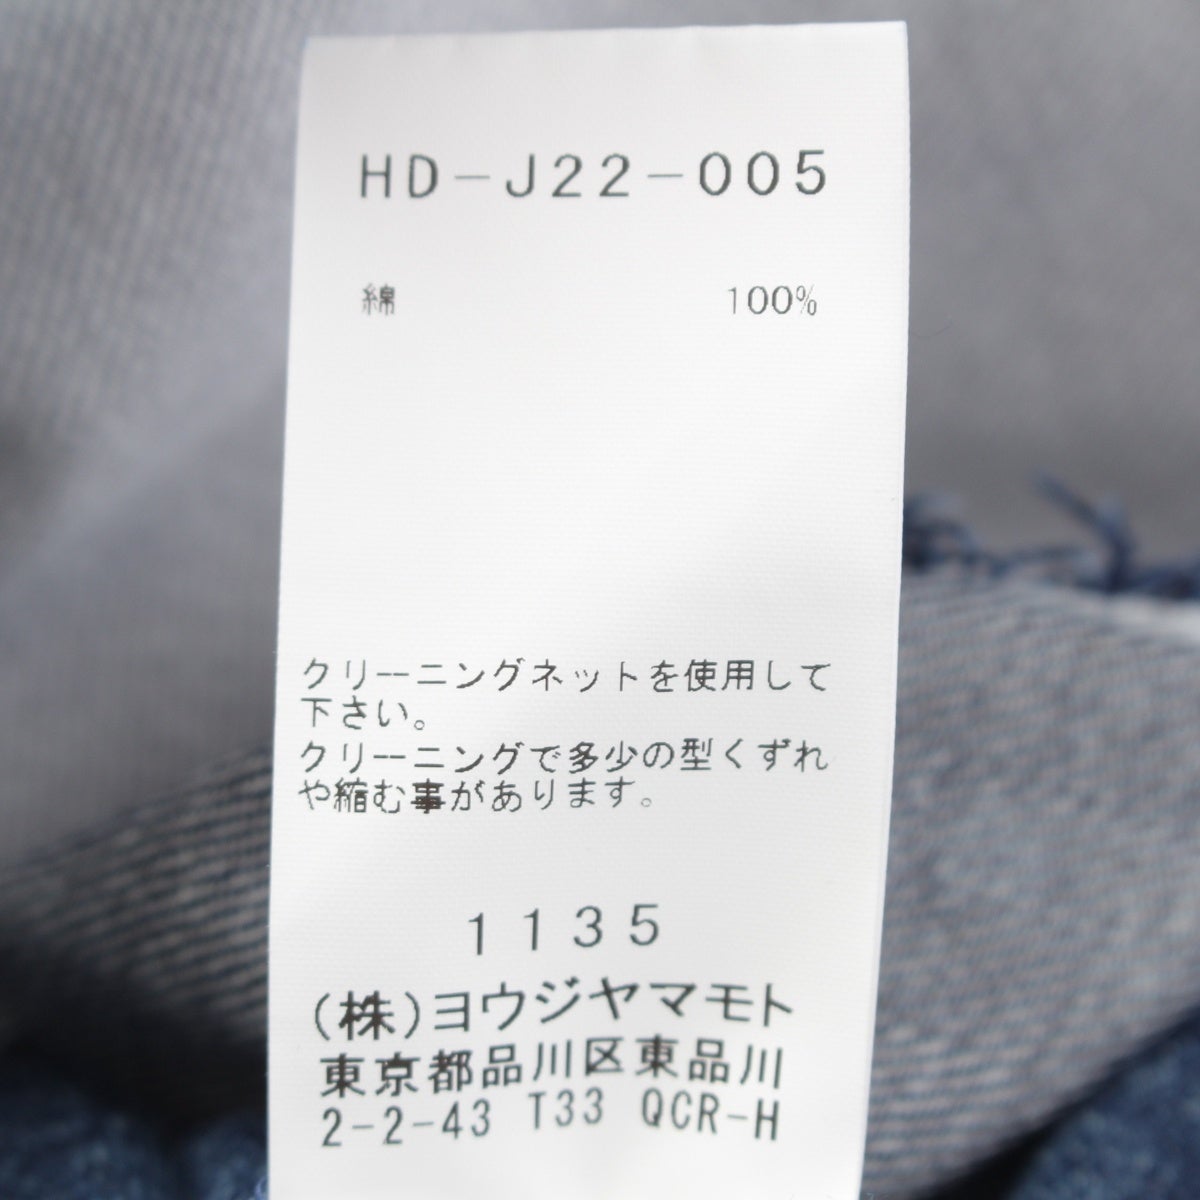 HD-J22-005
綿 100%
クリーニングネットを使用して
下さい。
クリーニングで多少の型くずれ
や縮む事があります。
1135
(株)ヨウジヤマモト
東京都品川区東品川
2-2-43 T33 QCR-H